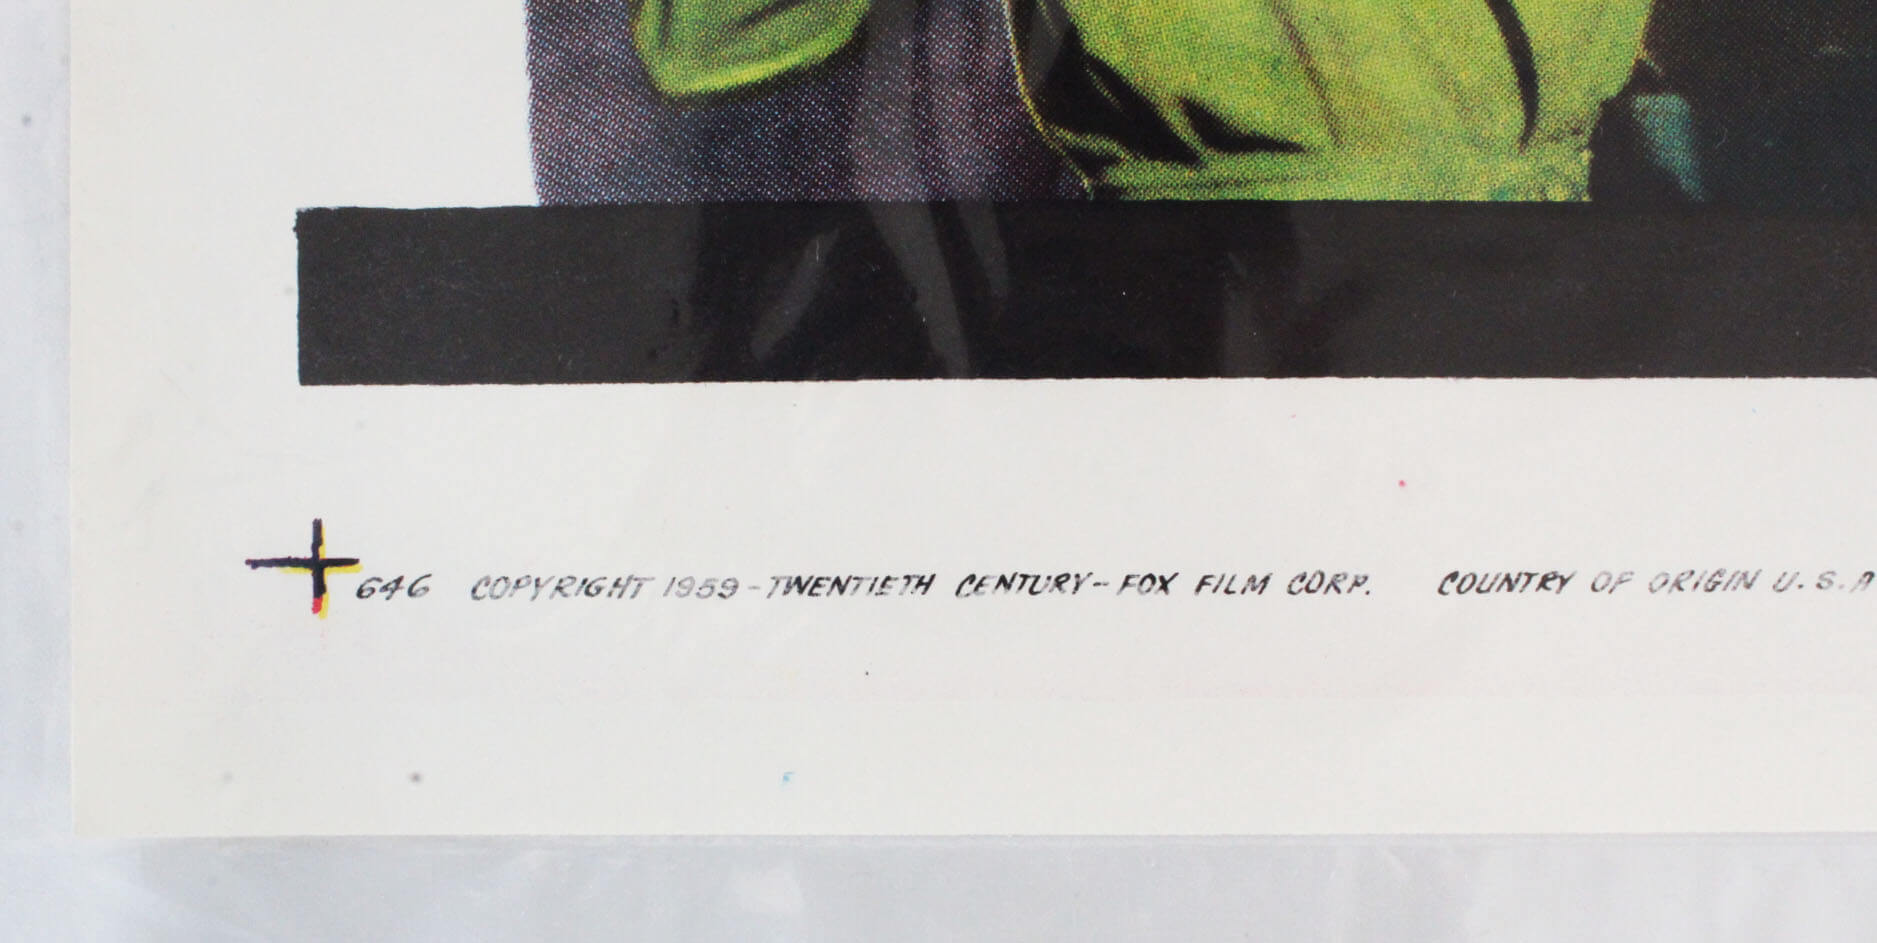 646 COPYRIGHT 1959 - TWENTIETH CENTURY - FOX FILM CORP. COUNTRY OF ORIGIN U.S.A